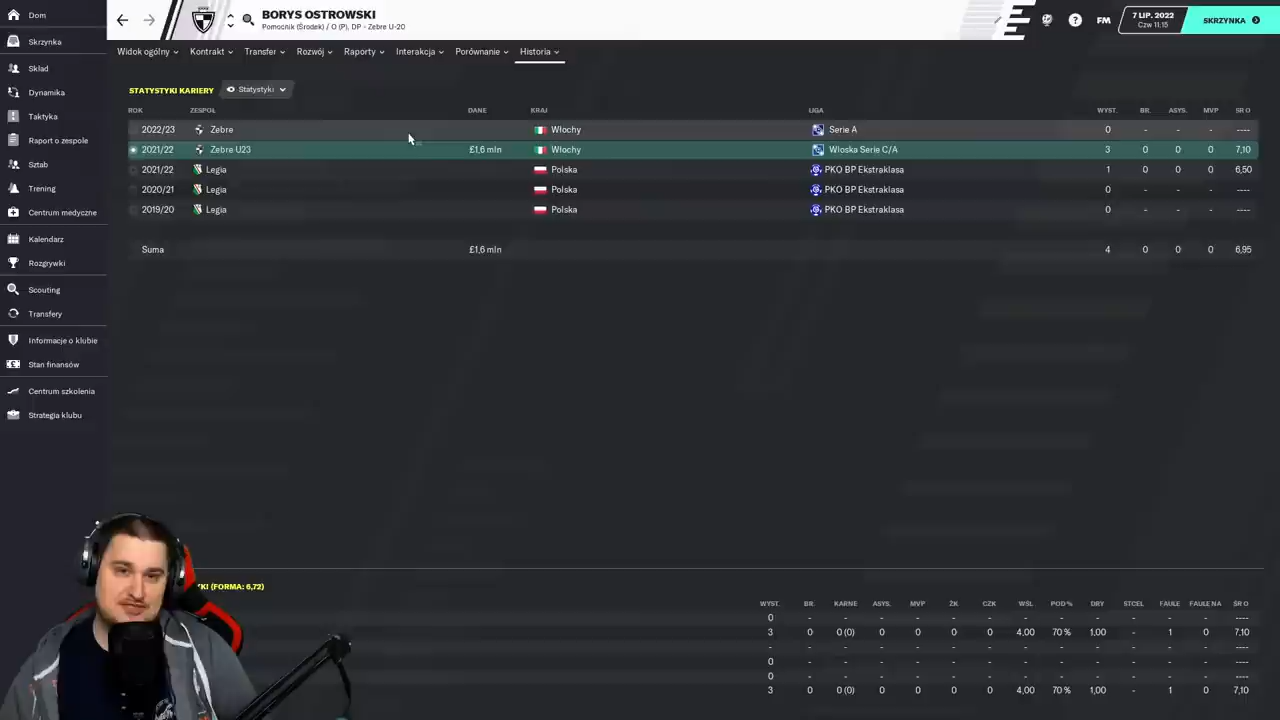 Dom
Skrzynka
Skład
Dynamika
Taktyka
Raport o zespole
Sztab
Trening
Centrum medyczne
Kalendarz
Rozgrywki
Scouting
Transfery
Informacje o klubie
Stan finansów
Centrum szkolenia
Strategia klubu
BORYS OSTROWSKI
Pomocnik (Środek) / O (P), DP - Zebre U-20
FM
7 LIP. 2022
Czw 11:15
SKRZYNKA
Widok ogólny Kontrakt Transfer Rozwój Raporty Interakcja Porównanie Historia
STATYSTYKI KARIERY Statystyki
ROK ZESPÓŁ DANE KRAJ LIGA WYST. BR. ASYS. MVP ŚR O
2022/23 Zebre Włochy Serie A 0 - - - ----
2021/22 Zebre U23 £1,6 mln Włochy Włoska Serie C/A 3 0 0 0 7,10
2021/22 Legia Polska PKO BP Ekstraklasa 1 0 0 0 6,50
2020/21 Legia Polska PKO BP Ekstraklasa 0 - - - ----
2019/20 Legia Polska PKO BP Ekstraklasa 0 - - - ----
Suma £1,6 mln 4 0 0 0 6,95
(FORMA: 6,72)
WYST. BR. KARNE ASYS. MVP ŻK CZK WŚL POD % DRY STCEL FAULE FAULE NA ŚR O
0 - - - - - - - - - - - - ----
3 0 0 (0) 0 0 0 0 4,00 70 % 1,00 - 1 0 7,10
- - - - - - - - - - - - - ----
0 - - - - - - - - - - - - ----
0 - - - - - - - - - - - - ----
3 0 0 (0) 0 0 0 0 4,00 70 % 1,00 - 1 0 7,10